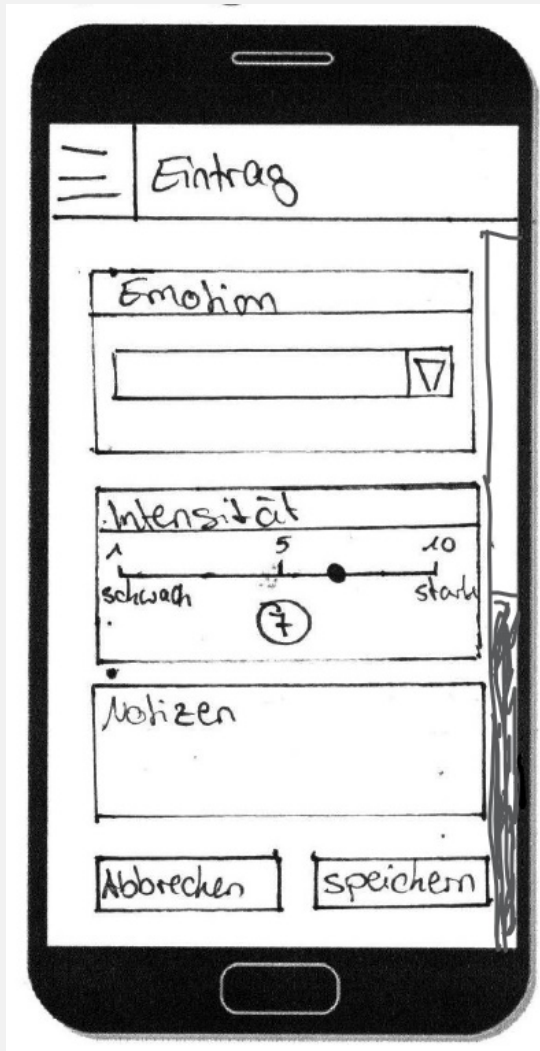 Eintrag
Emotion
Intensität
1 5 10
schwach stark
7
Notizen
Abbrechen speichern